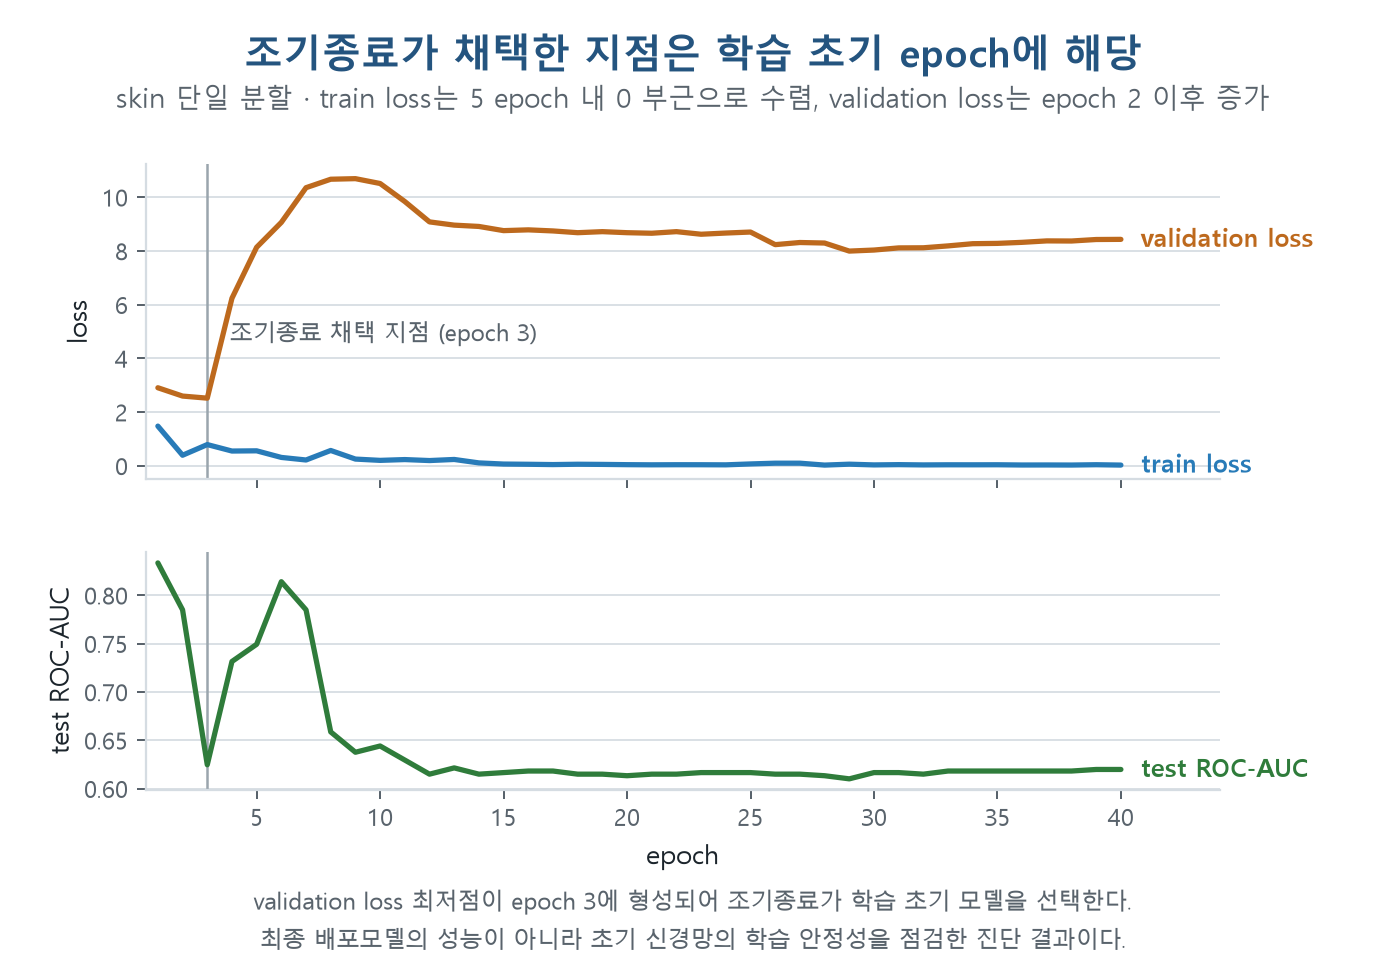 조기종료가 채택한 지점은 학습 초기 epoch에 해당
skin 단일 분할 · train loss는 5 epoch 내 0 부근으로 수렴, validation loss는 epoch 2 이후 증가
loss
10
8
6
4
2
0
validation loss
조기종료 채택 지점 (epoch 3)
train loss
test ROC-AUC
0.80
0.75
0.70
0.65
0.60
test ROC-AUC
5 10 15 20 25 30 35 40
epoch
validation loss 최저점이 epoch 3에 형성되어 조기종료가 학습 초기 모델을 선택한다.
최종 배포모델의 성능이 아니라 초기 신경망의 학습 안정성을 점검한 진단 결과이다.